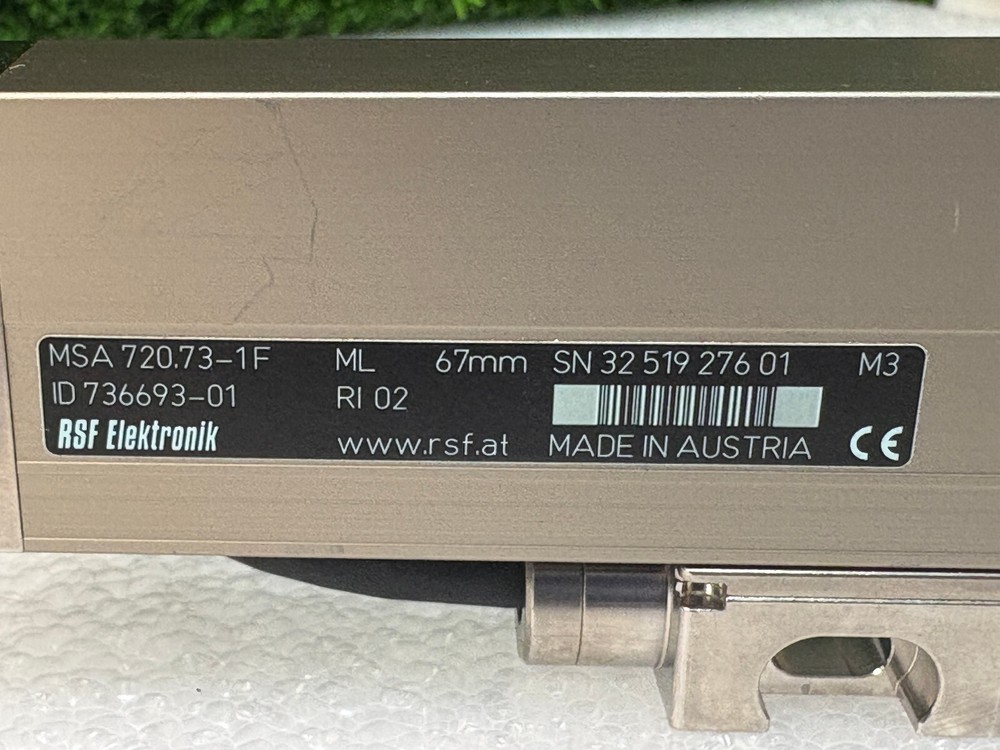 MSA 720.73-1F ML 67mm SN 32 519 276 01 M3
ID 736693-01 RI 02
RSF Elektronik www.rsf.at MADE IN AUSTRIA CE